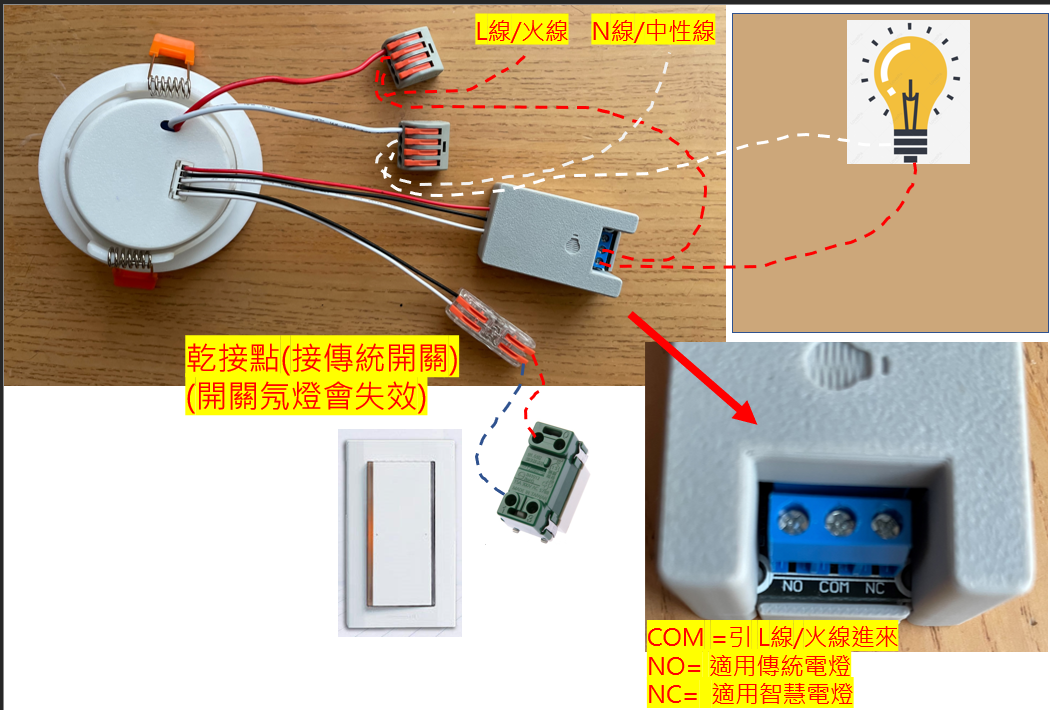 L線/火線
N線/中性線
乾接點(接傳統開關)
(開關氖燈會失效)
NO COM NC
COM =引 L線/火線進來
NO= 適用傳統電燈
NC= 適用智慧電燈